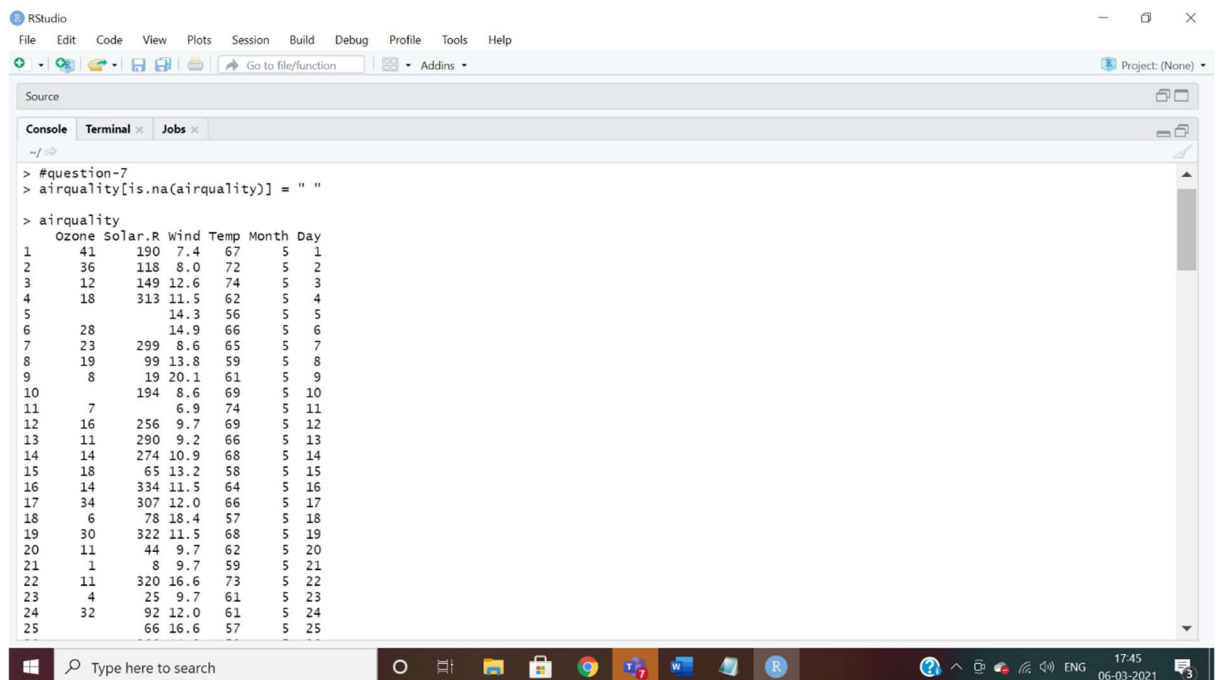 RStudio
File Edit Code View Plots Session Build Debug Profile Tools Help
Go to file/function Addins Project: (None)
Source
Console Terminal Jobs
~/
> #question-7
> airquality[is.na(airquality)] = " "
> airquality
Ozone Solar.R Wind Temp Month Day
1 41 190 7.4 67 5 1
2 36 118 8.0 72 5 2
3 12 149 12.6 74 5 3
4 18 313 11.5 62 5 4
5 14.3 56 5 5
6 28 14.9 66 5 6
7 23 299 8.6 65 5 7
8 19 99 13.8 59 5 8
9 8 19 20.1 61 5 9
10 194 8.6 69 5 10
11 7 6.9 74 5 11
12 16 256 9.7 69 5 12
13 11 290 9.2 66 5 13
14 14 274 10.9 68 5 14
15 18 65 13.2 58 5 15
16 14 334 11.5 64 5 16
17 34 307 12.0 66 5 17
18 6 78 18.4 57 5 18
19 30 322 11.5 68 5 19
20 11 44 9.7 62 5 20
21 1 8 9.7 59 5 21
22 11 320 16.6 73 5 22
23 4 25 9.7 61 5 23
24 32 92 12.0 61 5 24
25 66 16.6 57 5 25
Type here to search ENG 17:45
06-03-2021